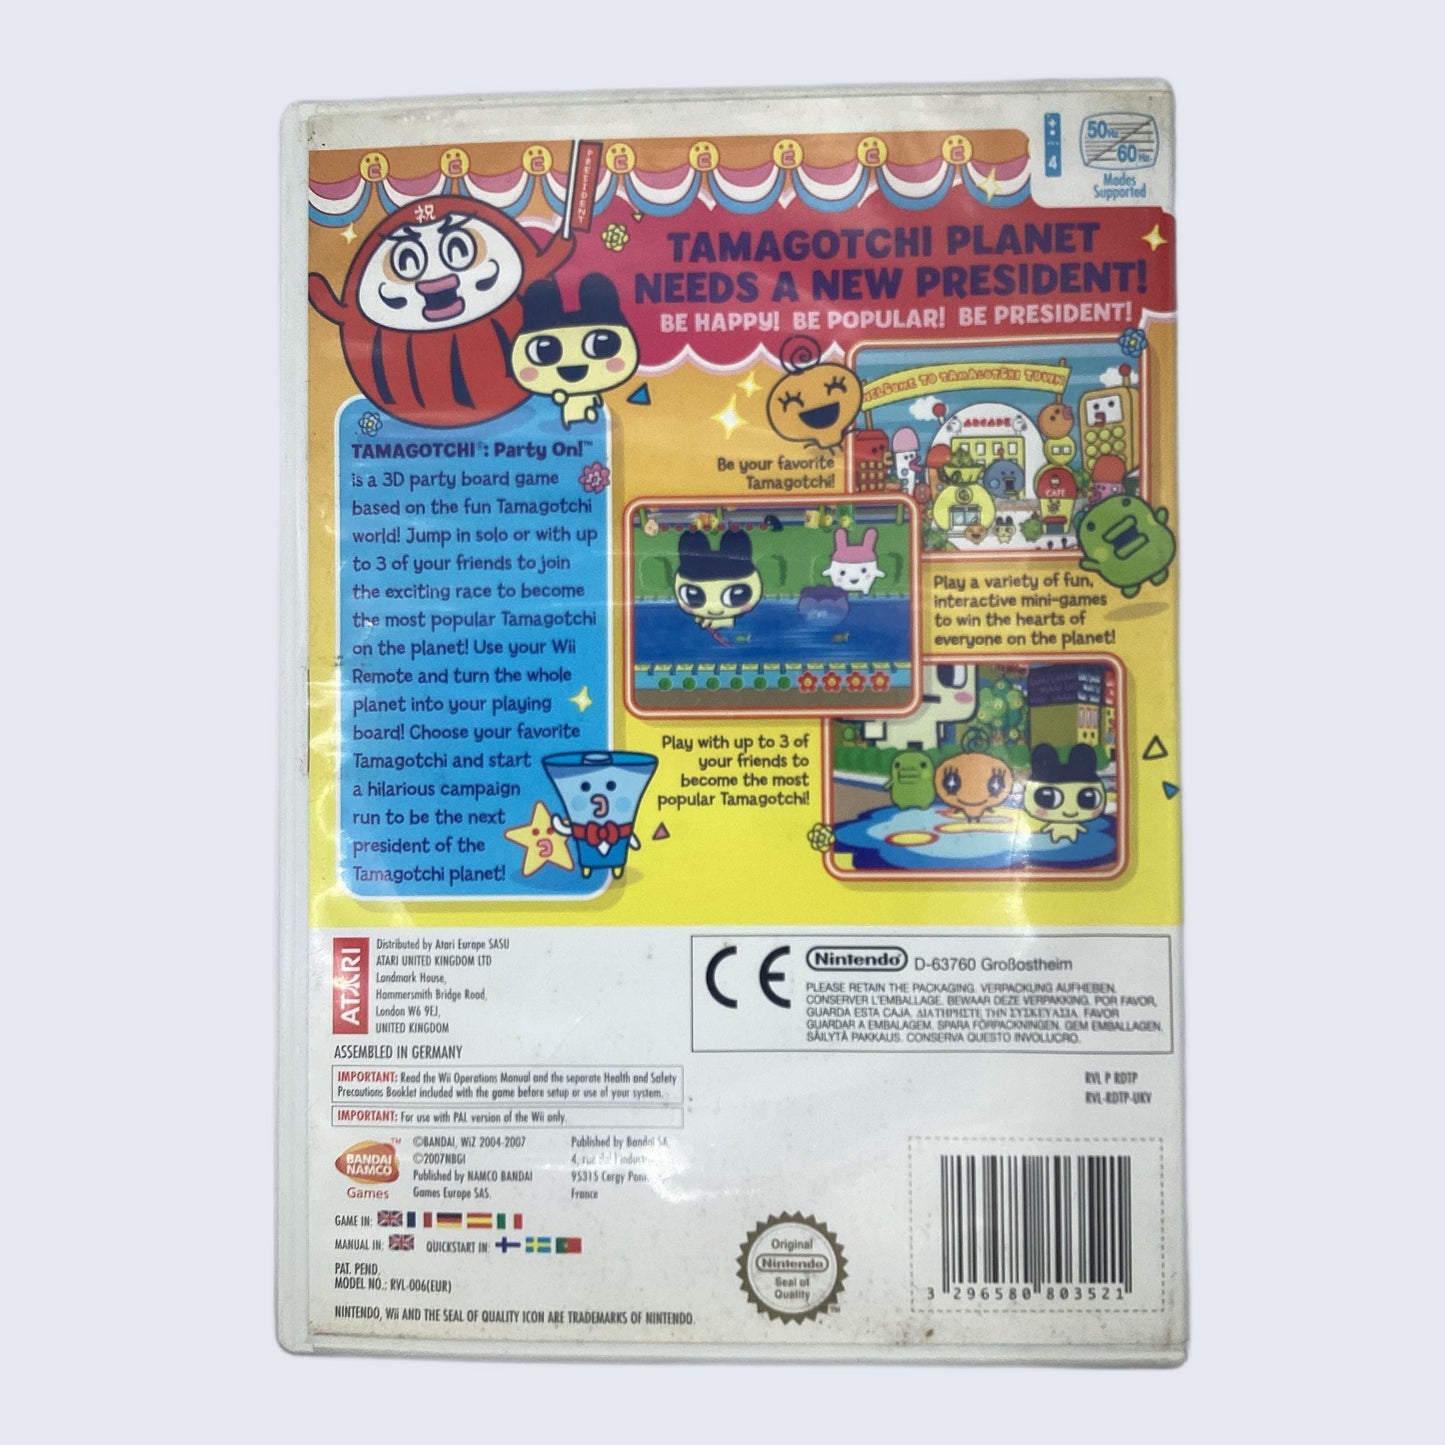 50Hz
60Hz
Modes
Supported
4
祝
PRESIDENT
TAMAGOTCHI PLANET
NEEDS A NEW PRESIDENT!
BE HAPPY! BE POPULAR! BE PRESIDENT!
WELCOME TO TAMAGOTCHI TOWN
ARCADE
CAFE
Be your favorite
Tamagotchi!
TAMAGOTCHI®: Party On!™
is a 3D party board game
based on the fun Tamagotchi
world! Jump in solo or with up
to 3 of your friends to join
the exciting race to become
the most popular Tamagotchi
on the planet! Use your Wii
Remote and turn the whole
planet into your playing
board! Choose your favorite
Tamagotchi and start
a hilarious campaign
run to be the next
president of the
Tamagotchi planet!
Play a variety of fun,
interactive mini-games
to win the hearts of
everyone on the planet!
Play with up to 3 of
your friends to
become the most
popular Tamagotchi!
ATARI
Distributed by Atari Europe SASU
ATARI UNITED KINGDOM LTD
Landmark House,
Hammersmith Bridge Road,
London W6 9EJ,
UNITED KINGDOM
ASSEMBLED IN GERMANY
CE
Nintendo D-63760 Großostheim
PLEASE RETAIN THE PACKAGING. VERPACKUNG AUFHEBEN.
CONSERVER L'EMBALLAGE. BEWAAR DEZE VERPAKKING. POR FAVOR,
GUARDA ESTA CAJA. ΔΙΑΤΗΡΗΣΤΕ ΤΗΝ ΣΥΣΚΕΥΑΣΙΑ. FAVOR
GUARDAR A EMBALAGEM. SPARA FÖRPACKNINGEN. GEM EMBALLAGEN.
SÄILYTÄ PAKKAUS. CONSERVA QUESTO INVOLUCRO.
IMPORTANT: Read the Wii Operations Manual and the separate Health and Safety
Precautions Booklet included with the game before setup or use of your system.
IMPORTANT: For use with PAL version of the Wii only.
RVL P RDTP
RVL-RDTP-UKV
BANDAI
NAMCO
Games
TM
©BANDAI, WiZ 2004-2007
©2007NBGI
Published by NAMCO BANDAI
Games Europe SAS.
Published by Bandai SA,
4, rue
95315 Cergy
France
GAME IN:
MANUAL IN:
QUICKSTART IN:
PAT. PEND.
MODEL NO.: RVL-006(EUR)
NINTENDO, Wii AND THE SEAL OF QUALITY ICON ARE TRADEMARKS OF NINTENDO.
Original
Nintendo
Seal of
Quality
TM
3 296580 803521